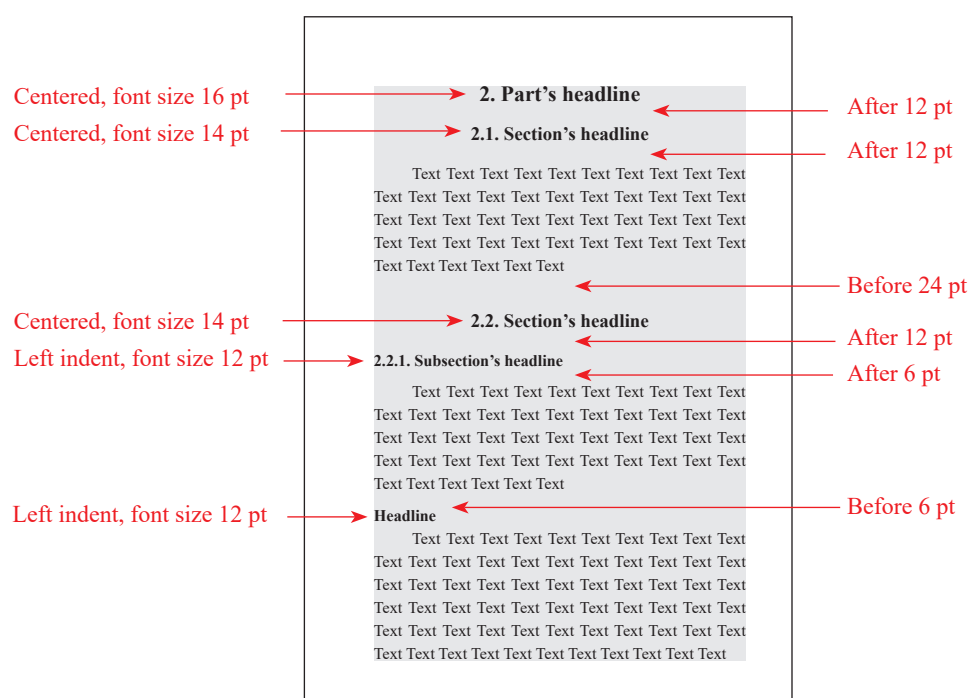 Centered, font size 16 pt
2. Part's headline
After 12 pt
Centered, font size 14 pt
2.1. Section's headline
After 12 pt
Text Text Text Text Text Text Text Text Text Text
Text Text Text Text Text Text Text Text Text Text Text
Text Text Text Text Text Text Text Text Text Text Text
Text Text Text Text Text Text Text Text Text Text Text
Text Text Text Text Text Text
Before 24 pt
Centered, font size 14 pt
2.2. Section's headline
After 12 pt
Left indent, font size 12 pt
2.2.1. Subsection's headline
After 6 pt
Text Text Text Text Text Text Text Text Text Text
Text Text Text Text Text Text Text Text Text Text Text
Text Text Text Text Text Text Text Text Text Text Text
Text Text Text Text Text Text Text Text Text Text Text
Text Text Text Text Text Text
Before 6 pt
Left indent, font size 12 pt
Headline
Text Text Text Text Text Text Text Text Text Text
Text Text Text Text Text Text Text Text Text Text Text
Text Text Text Text Text Text Text Text Text Text Text
Text Text Text Text Text Text Text Text Text Text Text
Text Text Text Text Text Text Text Text Text Text Text
Text Text Text Text Text Text Text Text Text Text Text